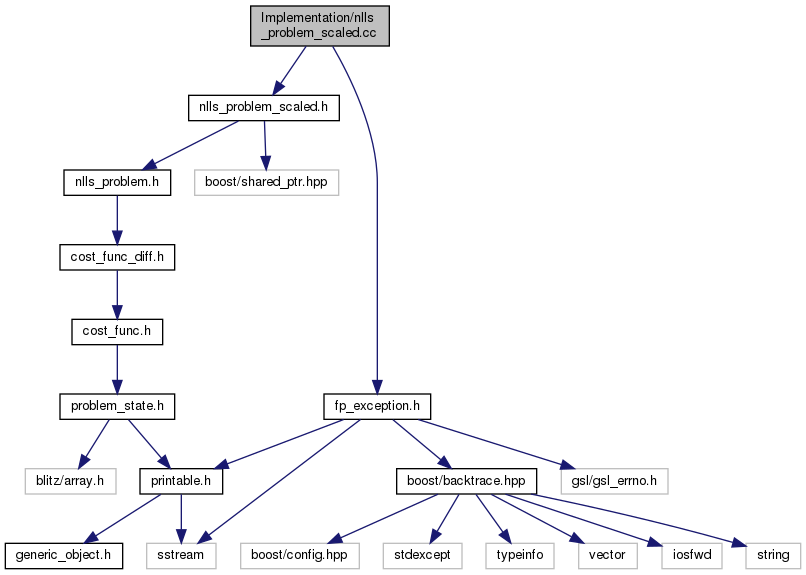 Implementation/nlls
_problem_scaled.cc
nlls_problem_scaled.h
nlls_problem.h
boost/shared_ptr.hpp
cost_func_diff.h
cost_func.h
problem_state.h
fp_exception.h
blitz/array.h
printable.h
boost/backtrace.hpp
gsl/gsl_errno.h
generic_object.h
sstream
boost/config.hpp
stdexcept
typeinfo
vector
iosfwd
string